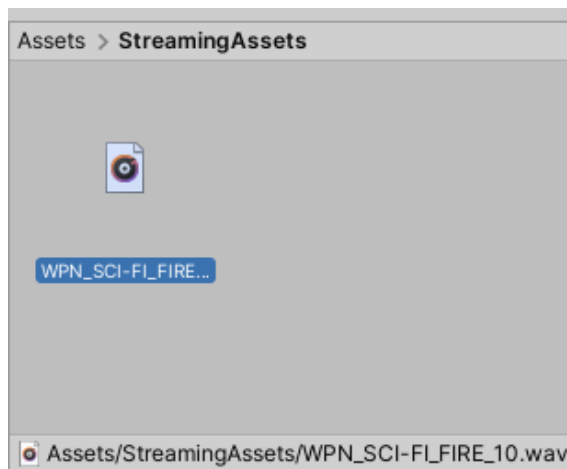 Assets > StreamingAssets
WPN_SCI-FI_FIRE...
Assets/StreamingAssets/WPN_SCI-FI_FIRE_10.wav